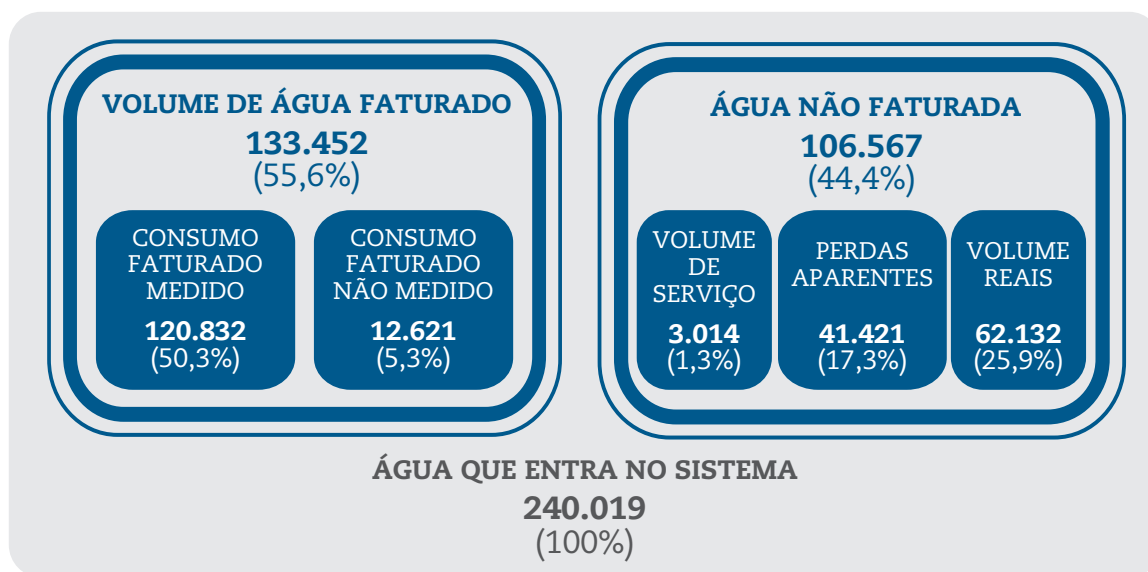 VOLUME DE ÁGUA FATURADO
133.452
(55,6%)
CONSUMO
FATURADO
MEDIDO
120.832
(50,3%)
CONSUMO
FATURADO
NÃO MEDIDO
12.621
(5,3%)
ÁGUA NÃO FATURADA
106.567
(44,4%)
VOLUME
DE
SERVIÇO
3.014
(1,3%)
PERDAS
APARENTES
41.421
(17,3%)
VOLUME
REAIS
62.132
(25,9%)
ÁGUA QUE ENTRA NO SISTEMA
240.019
(100%)